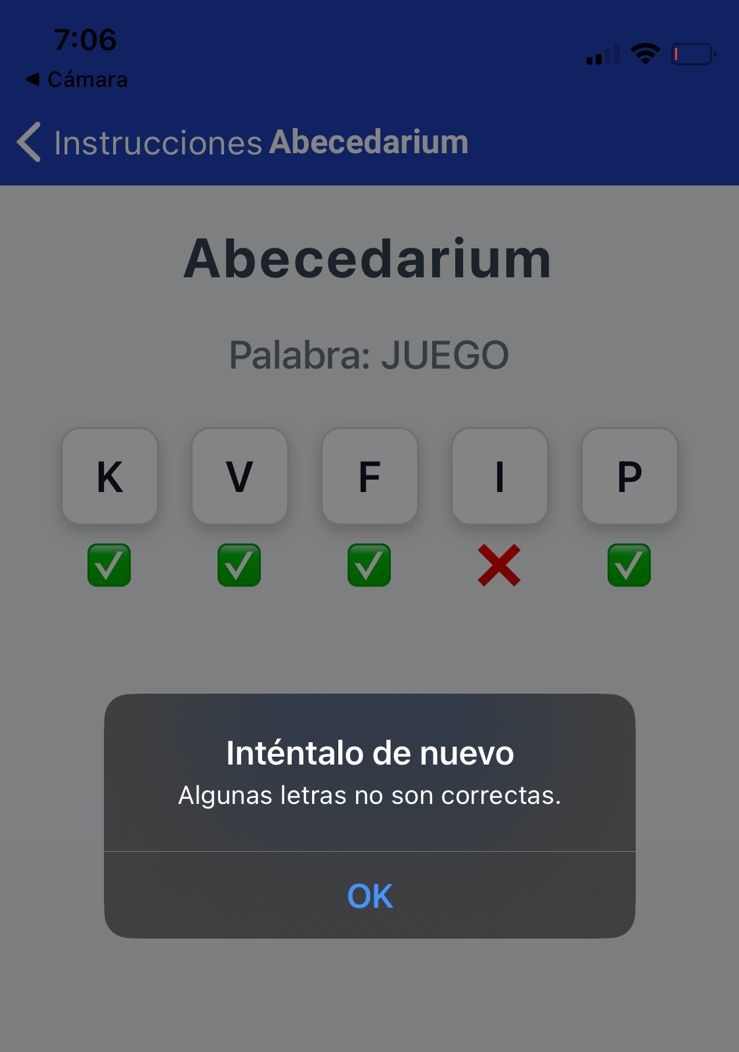 7:06
◀ Cámara
Instrucciones Abecedarium
Abecedarium
Palabra: JUEGO
K V F I P
Inténtalo de nuevo
Algunas letras no son correctas.
OK